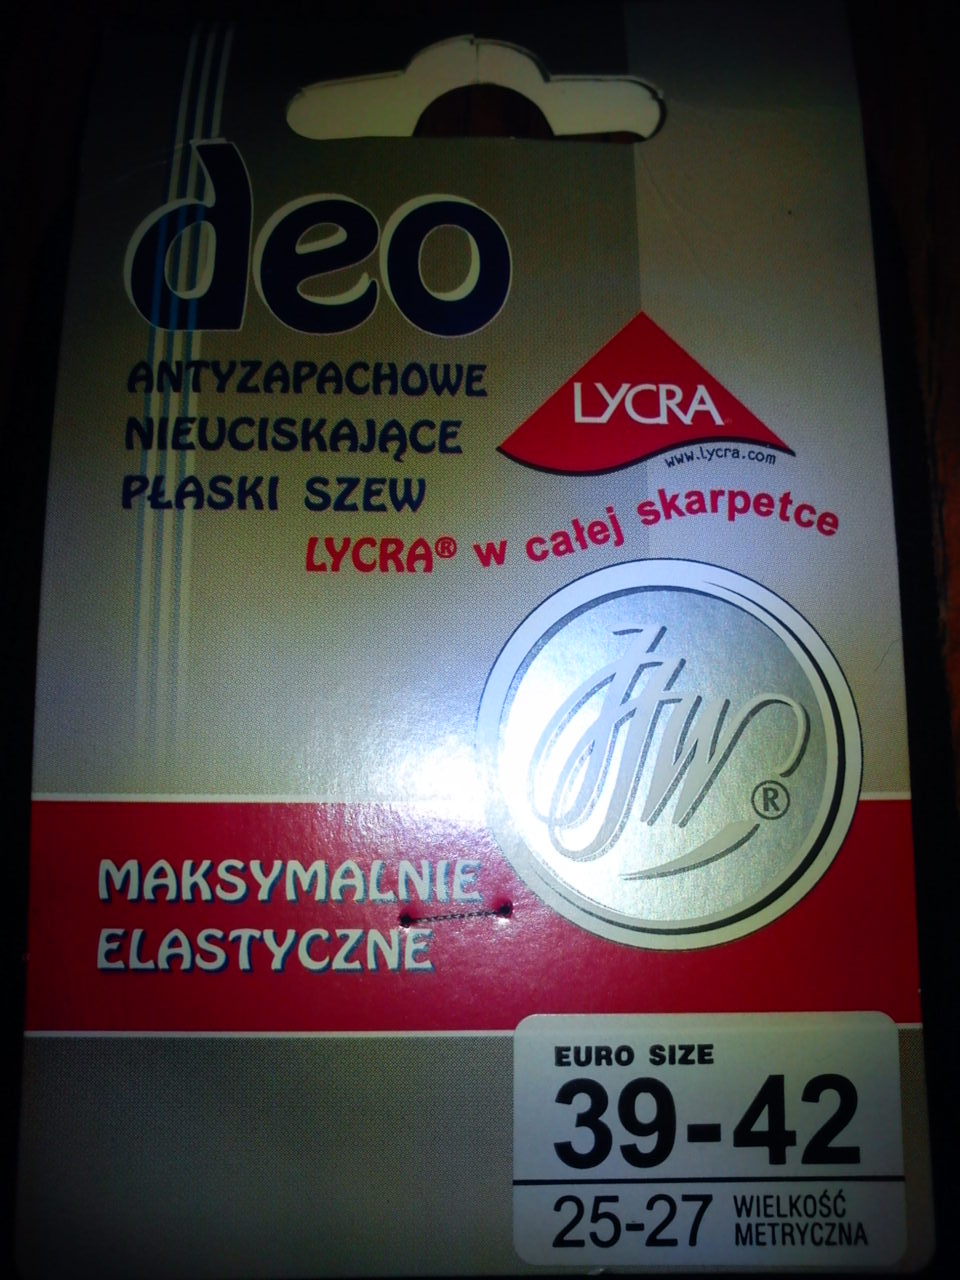 deo
ANTYZAPACHOWE
NIEUCISKAJĄCE
PŁASKI SZEW
LYCRA
www.lycra.com
LYCRA® w całej skarpetce
®
MAKSYMALNIE
ELASTYCZNE
EURO SIZE
39-42
25-27 WIELKOŚĆ
METRYCZNA